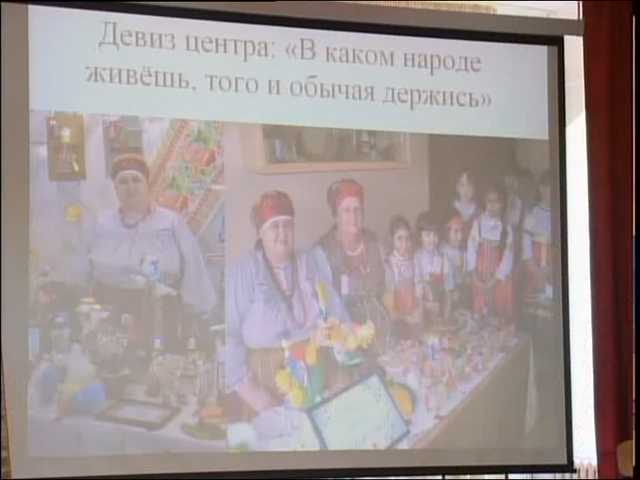 Девиз центра: «В каком народе
живёшь, того и обычая держись»